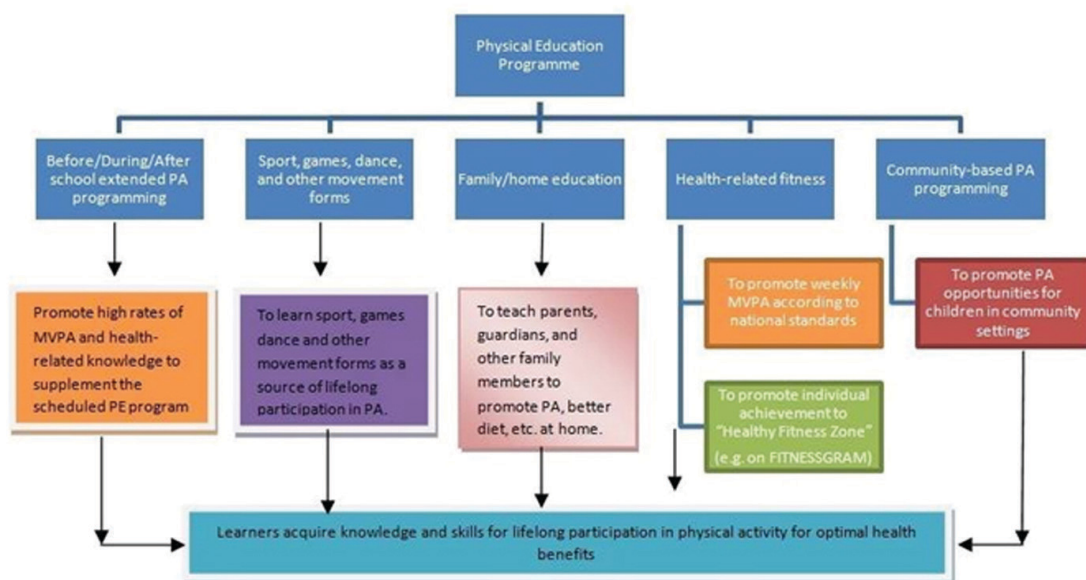 Physical Education
Programme
Before/During/After
school extended PA
programming
Sport, games, dance,
and other movement
forms
Family/home education
Health-related fitness
Community-based PA
programming
Promote high rates of
MVPA and health-
related knowledge to
supplement the
scheduled PE program
To learn sport, games
dance and other
movement forms as a
source of lifelong
participation in PA.
To teach parents,
guardians, and
other family
members to
promote PA, better
diet, etc. at home.
To promote weekly
MVPA according to
national standards
To promote individual
achievement to
"Healthy Fitness Zone"
(e.g. on FITNESSGRAM)
To promote PA
opportunities for
children in community
settings
Learners acquire knowledge and skills for lifelong participation in physical activity for optimal health
benefits